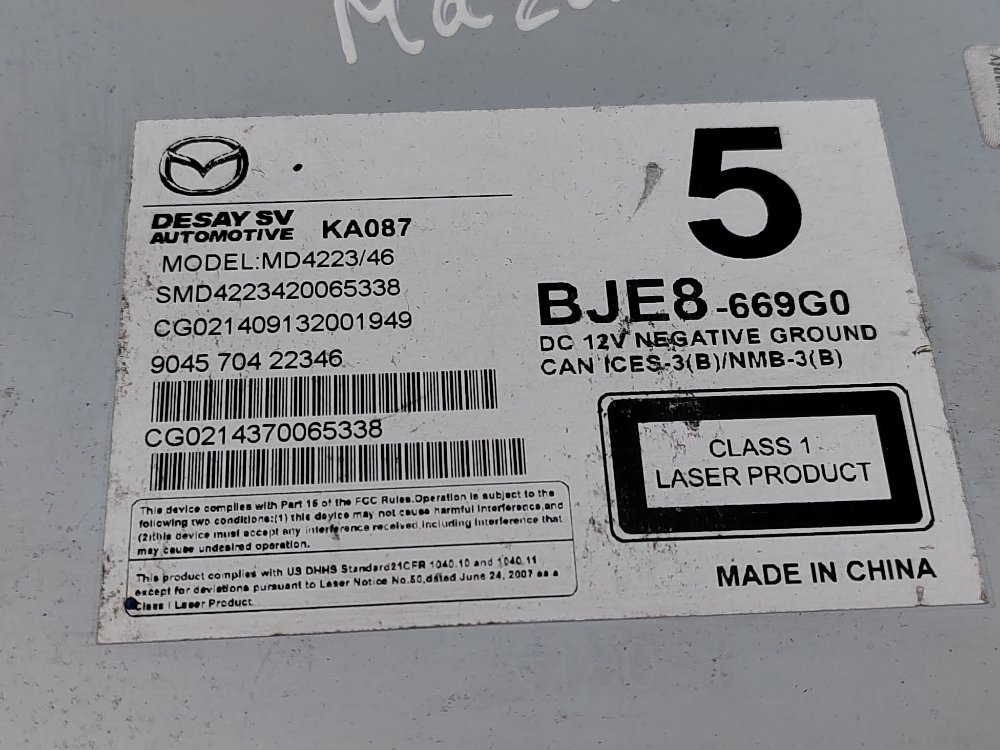 5
DESAY SV
AUTOMOTIVE KA087
MODEL:MD4223/46
SMD4223420065338
CG021409132001949
9045 704 22346
CG0214370065338
BJE8-669G0
DC 12V NEGATIVE GROUND
CAN ICES-3(B)/NMB-3(B)
CLASS 1
LASER PRODUCT
This device complies with Part 15 of the FCC Rules.Operation is subject to the
following two conditions:(1) this device may not cause harmful interference,and
(2)this device must accept any interference received,including interference that
may cause undesired operation.
This product complies with US DHHS Standard21CFR 1040.10 and 1040.11
except for deviations pursuant to Laser Notice No.50,dated June 24, 2007 as a
Class I Laser Product.
MADE IN CHINA